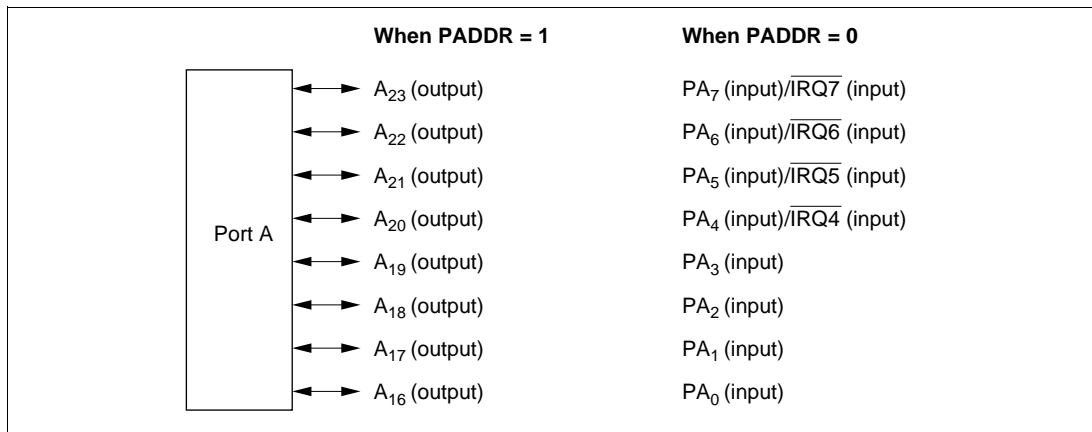 When PADDR = 1 When PADDR = 0
A23 (output) PA7 (input)/IRQ7 (input)
A22 (output) PA6 (input)/IRQ6 (input)
A21 (output) PA5 (input)/IRQ5 (input)
A20 (output) PA4 (input)/IRQ4 (input)
Port A
A19 (output) PA3 (input)
A18 (output) PA2 (input)
A17 (output) PA1 (input)
A16 (output) PA0 (input)